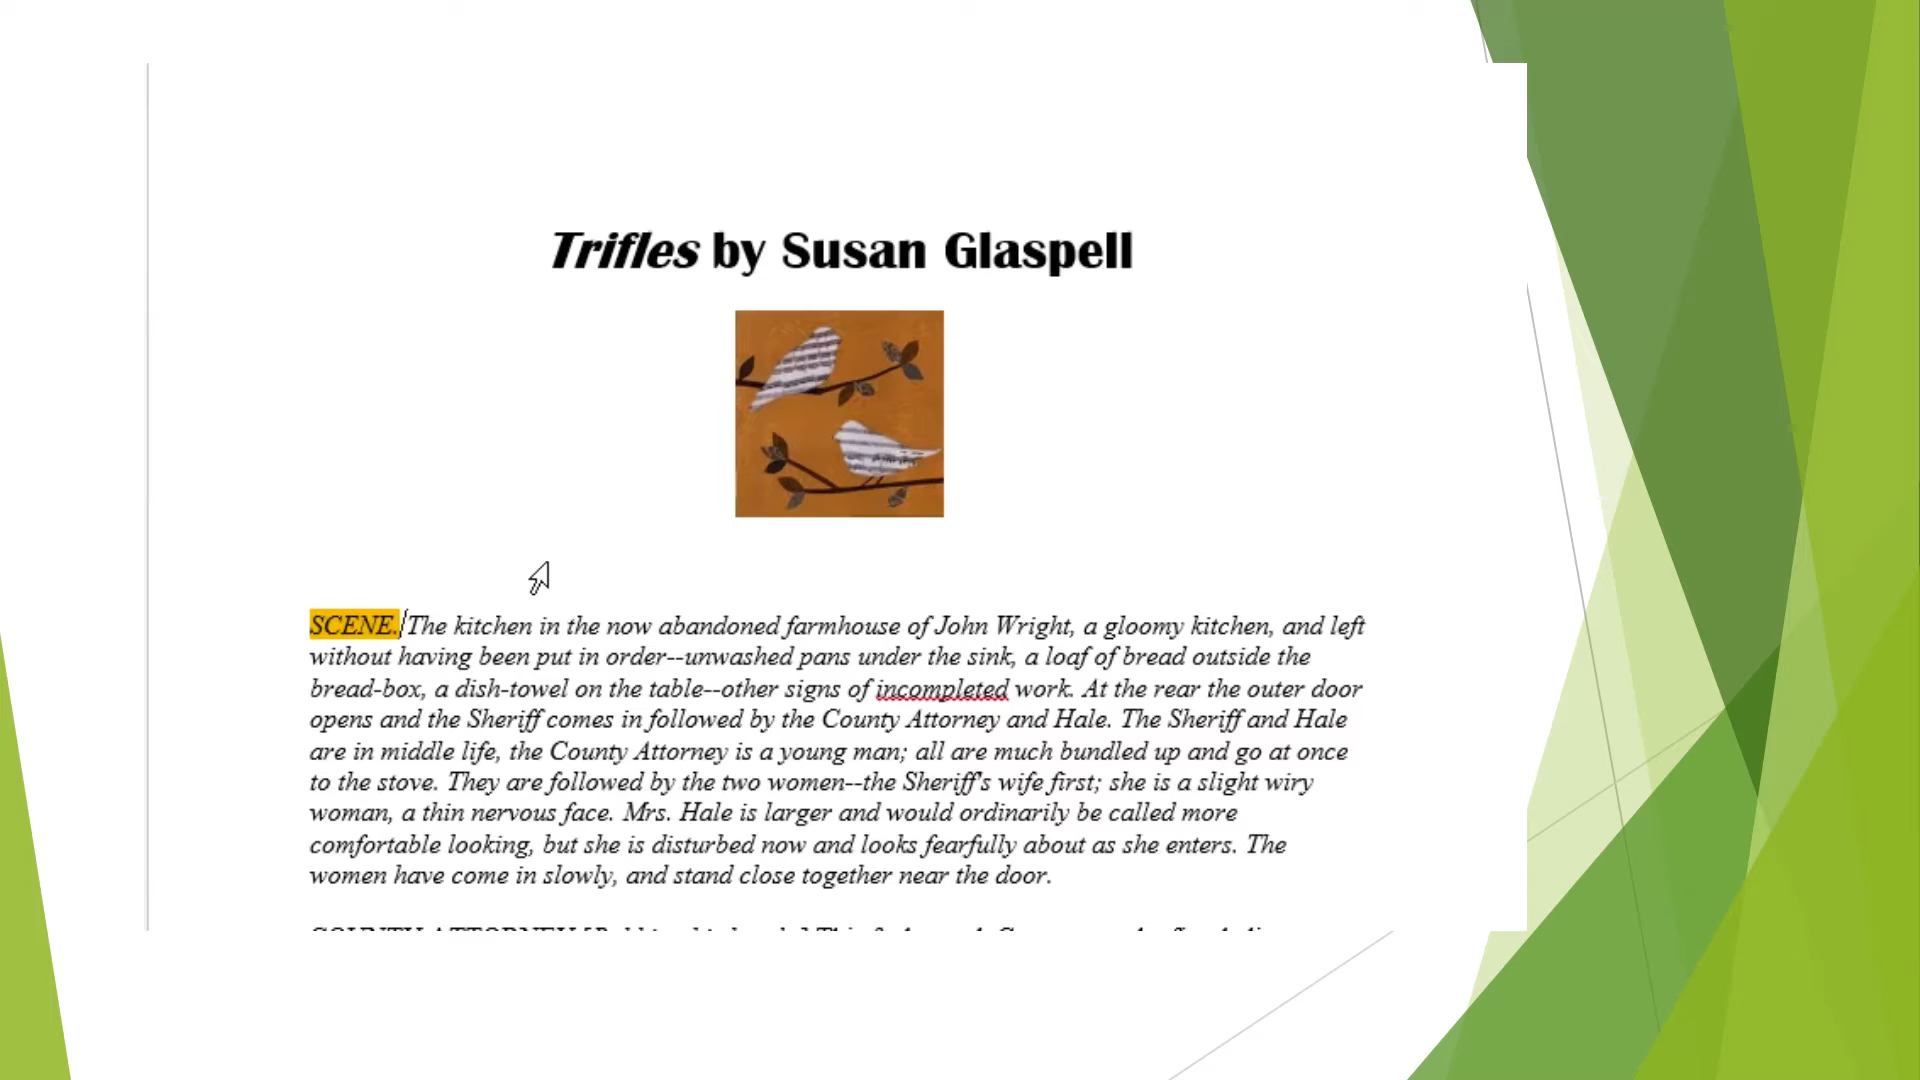 Trifles by Susan Glaspell
SCENE. The kitchen in the now abandoned farmhouse of John Wright, a gloomy kitchen, and left
without having been put in order--unwashed pans under the sink, a loaf of bread outside the
bread-box, a dish-towel on the table--other signs of incompleted work. At the rear the outer door
opens and the Sheriff comes in followed by the County Attorney and Hale. The Sheriff and Hale
are in middle life, the County Attorney is a young man; all are much bundled up and go at once
to the stove. They are followed by the two women--the Sheriff's wife first; she is a slight wiry
woman, a thin nervous face. Mrs. Hale is larger and would ordinarily be called more
comfortable looking, but she is disturbed now and looks fearfully about as she enters. The
women have come in slowly, and stand close together near the door.
COUNTY ATTORNEY